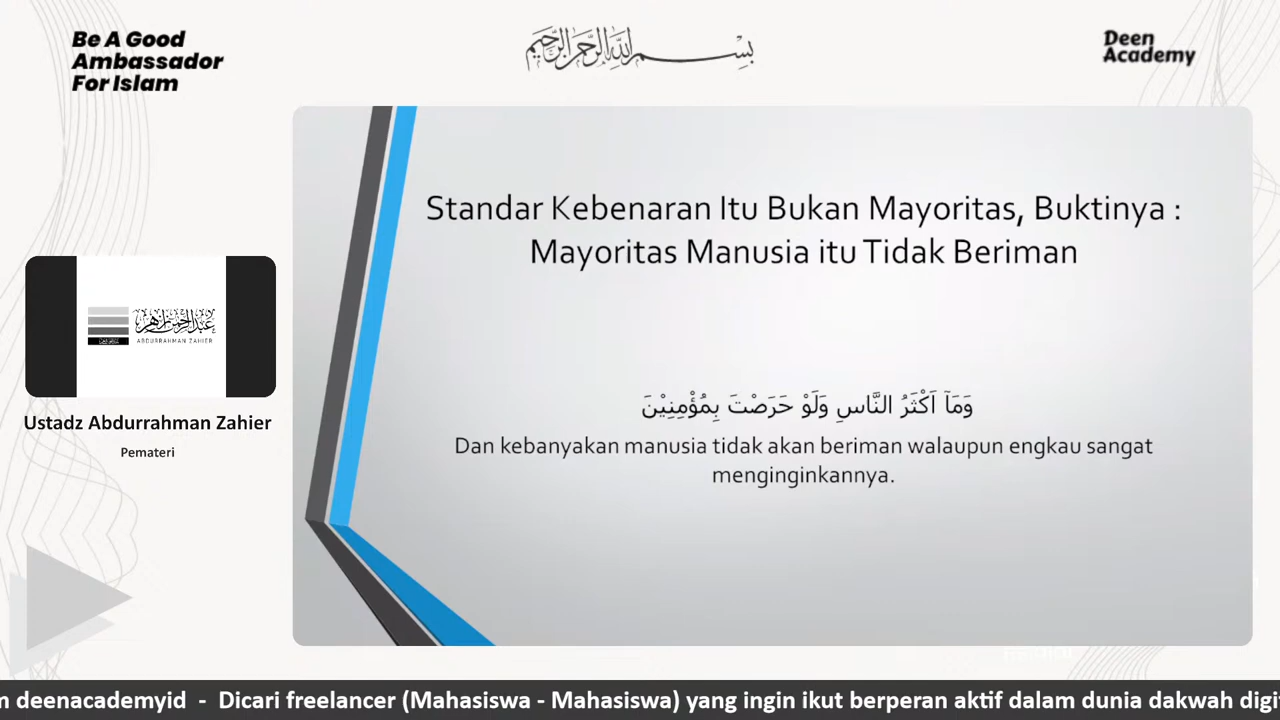 Be A Good
Ambassador
For Islam
بِسْمِ اللَّهِ الرَّحْمَنِ الرَّحِيمِ
Deen
Academy
Standar Kebenaran Itu Bukan Mayoritas, Buktinya :
Mayoritas Manusia itu Tidak Beriman
وَمَآ اَكْثَرُ النَّاسِ وَلَوْ حَرَصْتَ بِمُؤْمِنِيْنَ
Dan kebanyakan manusia tidak akan beriman walaupun engkau sangat
menginginkannya.
عبدالرحمن زاهر
ABDURRAHMAN ZAHIER
Ustadz Abdurrahman Zahier
Pemateri
deenacademyid - Dicari freelancer (Mahasiswa - Mahasiswa) yang ingin ikut berperan aktif dalam dunia dakwah digi